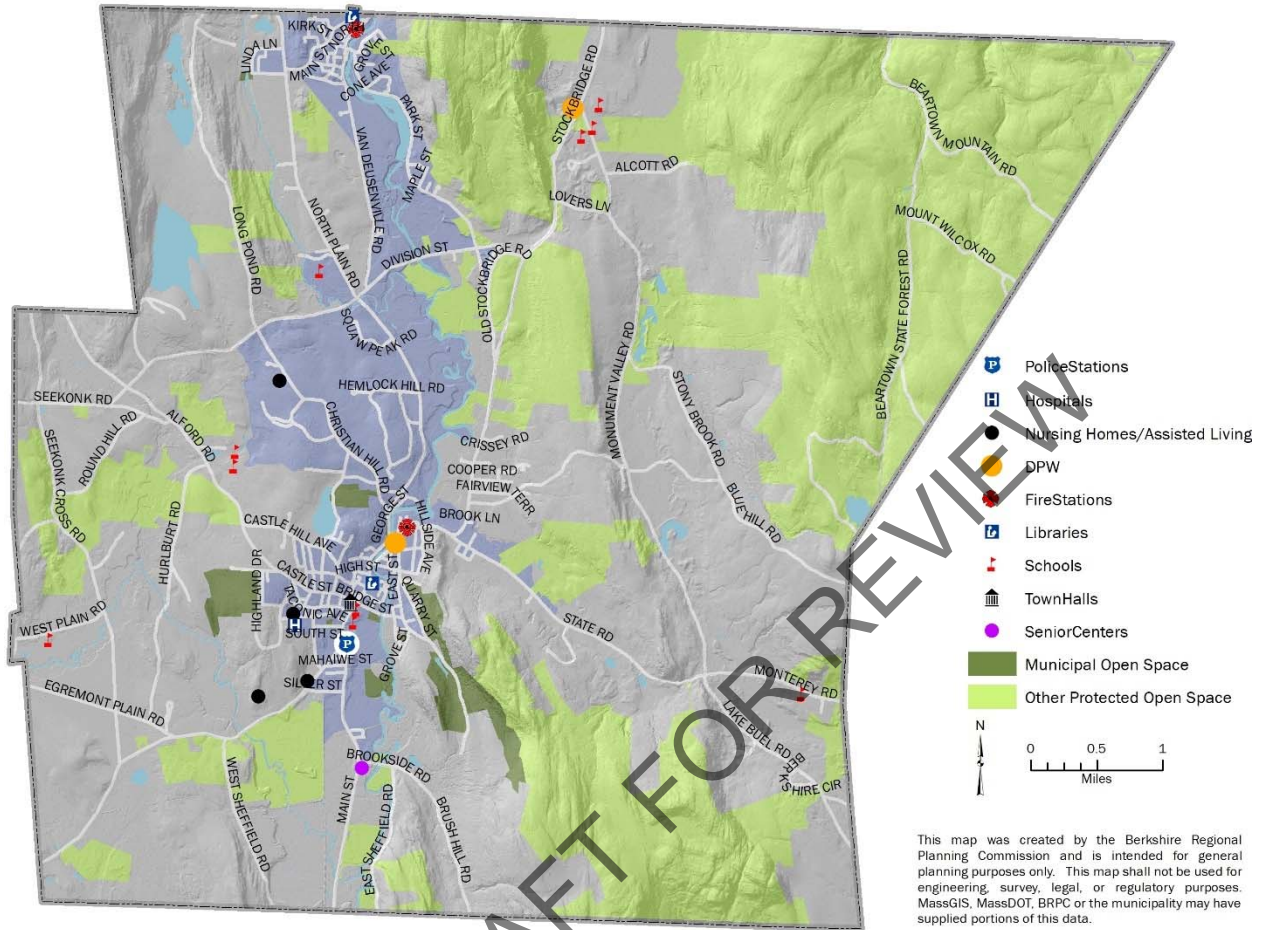 KIRK ST
LINDA LN
MAIN ST NOR
GROVE ST
CONE AVE
PARK ST
VAN DEUSENVILLE RD
MAPLE ST
STOCKBRIDGE RD
ALCOTT RD
LOVERS LN
BEARTOWN MOUNTAIN RD
MOUNT WILCOX RD
LONG POND RD
NORTH PLAIN RD
DIVISION ST
OLD STOCKBRIDGE RD
BEARTOWN STATE FOREST RD
SQUAW PEAK RD
HEMLOCK HILL RD
MONUMENT VALLEY RD
STONY BROOK RD
SEEKONK RD
ROUND HILL RD
ALFORD RD
SEEKONK CROSS RD
CHRISTIAN HILL RD
CRISSEY RD
COOPER RD
FAIRVIEW TERR
BLUE HILL RD
GEORGE ST
HILLSIDE AVE
BROOK LN
HURLBURT RD
CASTLE HILL AVE
HIGH ST
EAST ST
CASTLE ST
BRIDGE ST
QUARRY ST
HIGHLAND DR
TACONIC AVE
SOUTH ST
MAHAIWE ST
GROVE ST
SILVER ST
STATE RD
WEST PLAIN RD
EGREMONT PLAIN RD
MONTEREY RD
LAKE BUEL RD
BERKSHIRE CIR
BROOKSIDE RD
WEST SHEFFIELD RD
MAIN ST
EAST SHEFFIELD RD
BRUSH HILL RD
P PoliceStations
H Hospitals
Nursing Homes/Assisted Living
DPW
FireStations
Libraries
Schools
TownHalls
SeniorCenters
Municipal Open Space
Other Protected Open Space
N
0 0.5 1
Miles
This map was created by the Berkshire Regional
Planning Commission and is intended for general
planning purposes only. This map shall not be used for
engineering, survey, legal, or regulatory purposes.
MassGIS, MassDOT, BRPC or the municipality may have
supplied portions of this data.
AFT FOR REVIEW